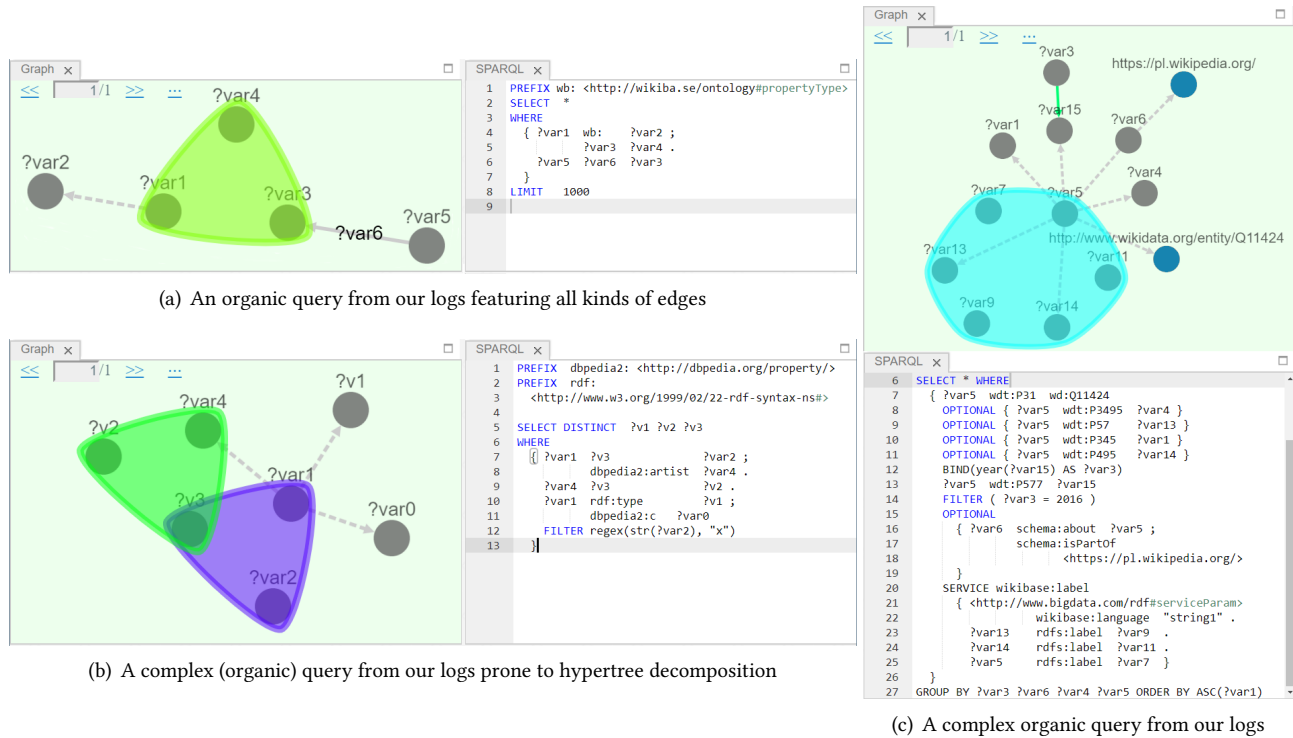 Graph x
<< 1/1 >> ...
?var4
?var2
?var1
?var3
?var5
?var6
SPARQL x
1 PREFIX wb: <http://wikiba.se/ontology#propertyType>
2 SELECT *
3 WHERE
4 { ?var1 wb: ?var2 ;
5 ?var3 ?var4 .
6 ?var5 ?var6 ?var3
7 }
8 LIMIT 1000
9
(a) An organic query from our logs featuring all kinds of edges
Graph x
<< 1/1 >> ...
?v1
?v2
?var4
?var1
?v3
?var0
?var2
SPARQL x
1 PREFIX dbpedia2: <http://dbpedia.org/property/>
2 PREFIX rdf:
3 <http://www.w3.org/1999/02/22-rdf-syntax-ns#>
4
5 SELECT DISTINCT ?v1 ?v2 ?v3
6 WHERE
7 { ?var1 ?v3 ?var2 ;
8 dbpedia2:artist ?var4 .
9 ?var4 ?v3 ?v2 .
10 ?var1 rdf:type ?v1 ;
11 dbpedia2:c ?var0
12 FILTER regex(str(?var2), "x")
13 }
(b) A complex (organic) query from our logs prone to hypertree decomposition
Graph x
<< 1/1 >> ...
?var3
https://pl.wikipedia.org/
?var15
?var1
?var6
?var4
?var7
?var5
http://www.wikidata.org/entity/Q11424
?var13
?var11
?var9
?var14
SPARQL x
6 SELECT * WHERE
7 { ?var5 wdt:P31 wd:Q11424
8 OPTIONAL { ?var5 wdt:P3495 ?var4 }
9 OPTIONAL { ?var5 wdt:P57 ?var13 }
10 OPTIONAL { ?var5 wdt:P345 ?var1 }
11 OPTIONAL { ?var5 wdt:P495 ?var14 }
12 BIND(year(?var15) AS ?var3)
13 ?var5 wdt:P577 ?var15
14 FILTER ( ?var3 = 2016 )
15 OPTIONAL
16 { ?var6 schema:about ?var5 ;
17 schema:isPartOf
18 <https://pl.wikipedia.org/>
19 }
20 SERVICE wikibase:label
21 { <http://www.bigdata.com/rdf#serviceParam>
22 wikibase:language "string1" .
23 ?var13 rdfs:label ?var9 .
24 ?var14 rdfs:label ?var11 .
25 ?var5 rdfs:label ?var7 }
26 }
27 GROUP BY ?var3 ?var6 ?var4 ?var5 ORDER BY ASC(?var1)
(c) A complex organic query from our logs